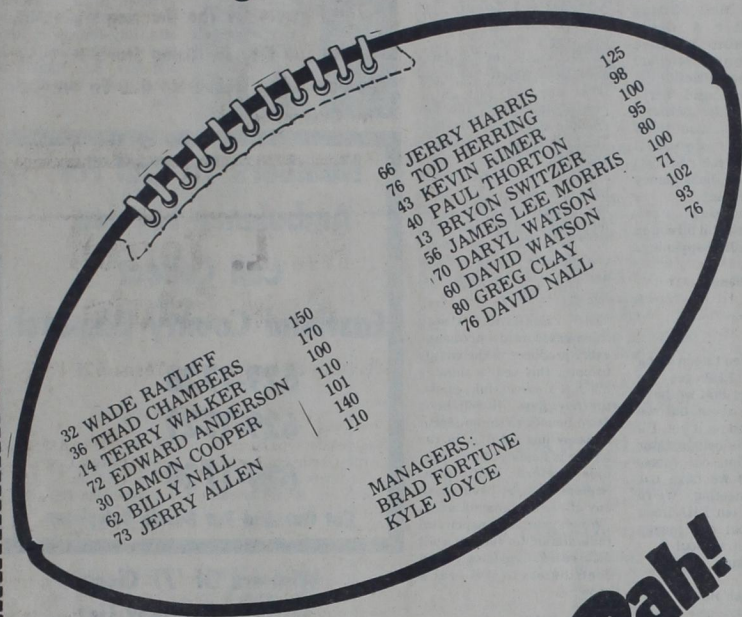 32 WADE RATLIFF 150
36 THAD CHAMBERS 170
14 TERRY WALKER 100
72 EDWARD ANDERSON 110
30 DAMON COOPER 101
62 BILLY NALL 140
73 JERRY ALLEN 110
66 JERRY HARRIS 125
76 TOD HERRING 98
43 KEVIN RIMER 100
40 PAUL THORTON 95
13 BRYON SWITZER 80
56 JAMES LEE MORRIS 100
70 DARYL WATSON 71
60 DAVID WATSON 102
80 GREG CLAY 93
76 DAVID NALL 76
MANAGERS:
BRAD FORTUNE
KYLE JOYCE
Rah!